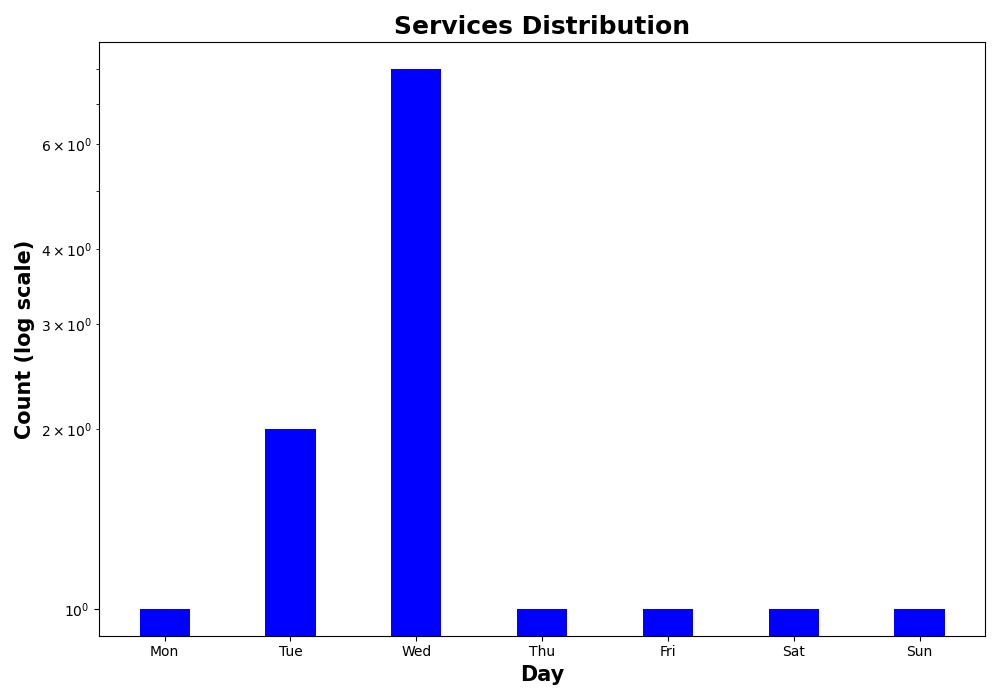 Services Distribution
Count (log scale)
6 × 10⁰
4 × 10⁰
3 × 10⁰
2 × 10⁰
10⁰
Mon Tue Wed Thu Fri Sat Sun
Day